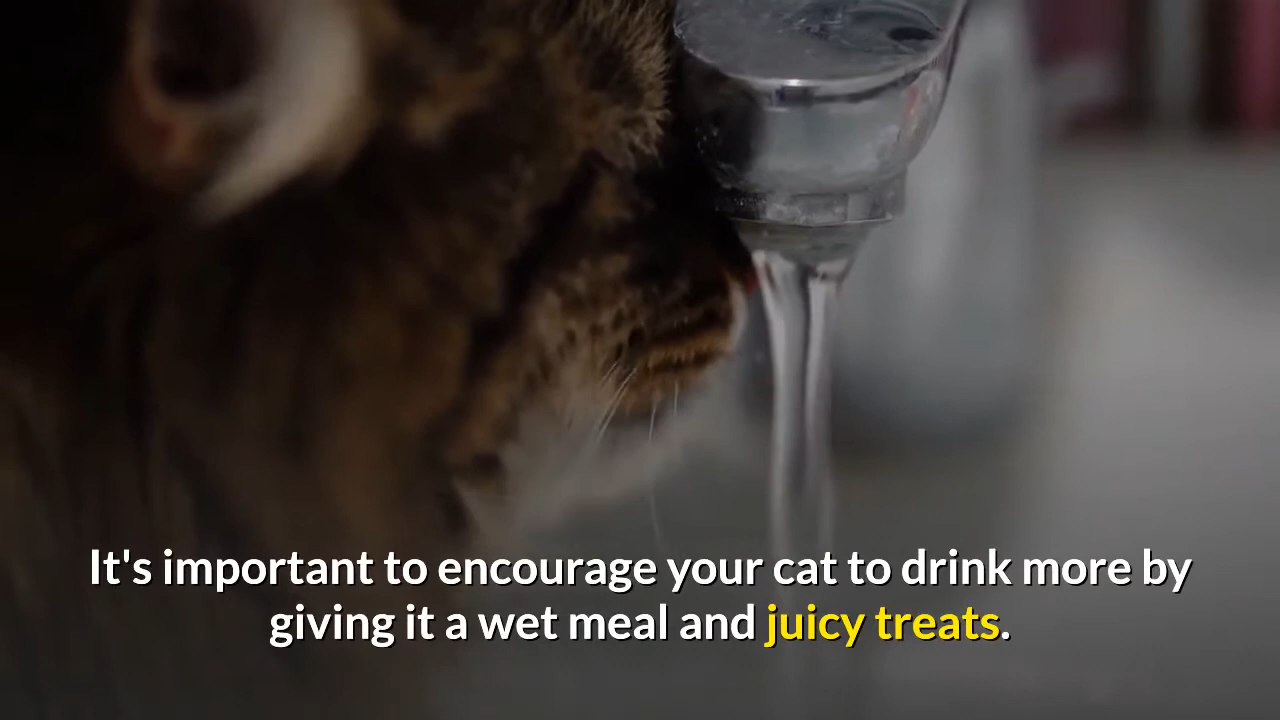 It's important to encourage your cat to drink more by
giving it a wet meal and juicy treats.